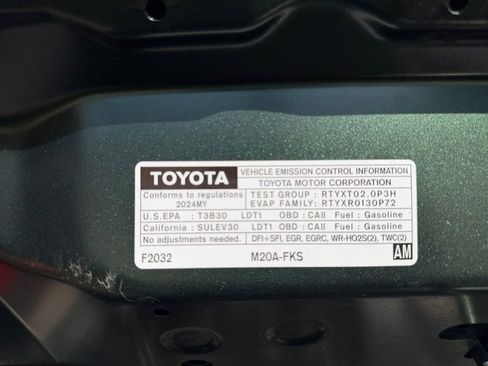 TOYOTA VEHICLE EMISSION CONTROL INFORMATION
TOYOTA MOTOR CORPORATION
Conforms to regulations TEST GROUP : RTYXT02.0P3H
2024MY EVAP FAMILY: RTYXR0130P72
U.S.EPA : T3B30 LDT1 OBD : CAII Fuel : Gasoline
California : SULEV30 LDT1 OBD : CAII Fuel : Gasoline
No adjustments needed. DFI+SFI, EGR, EGRC, WR-HO2S(2), TWC(2)
F2032 M20A-FKS AM